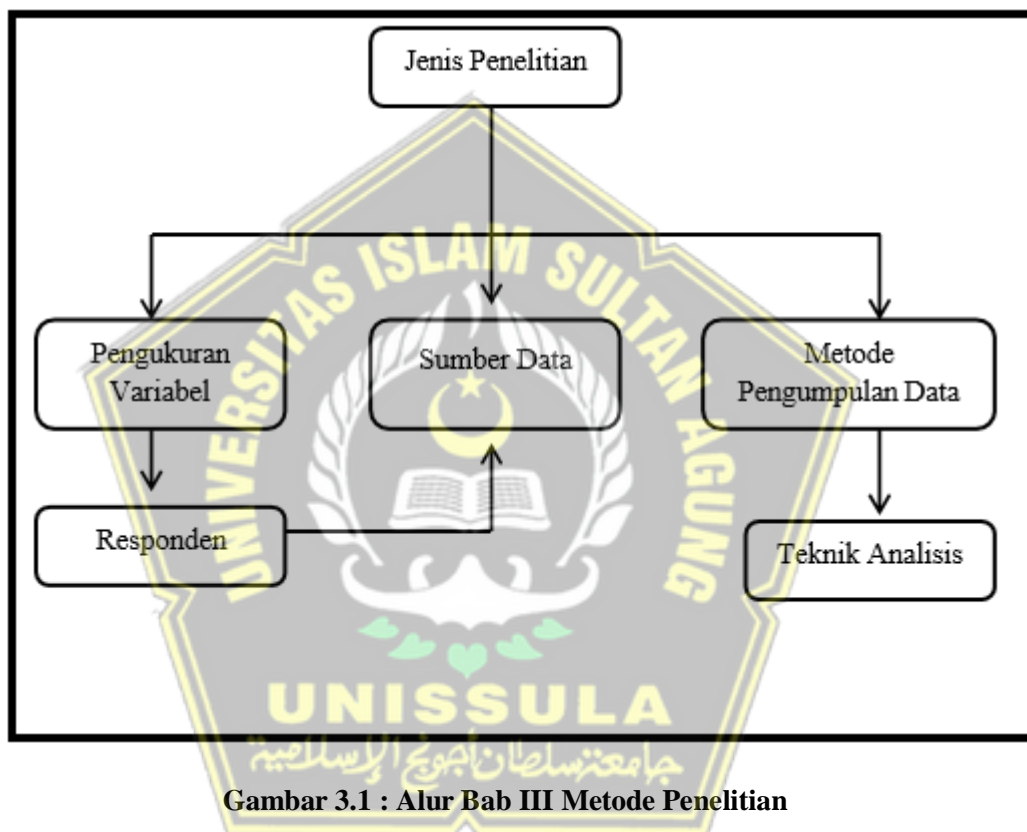 Jenis Penelitian
UNIVERSITAS ISLAM SULTAN AGUNG
Pengukuran
Variabel
Sumber Data
Metode
Pengumpulan Data
Responden
Teknik Analisis
UNISSULA
جامعة سلطان أجونج الإسلامية
Gambar 3.1 : Alur Bab III Metode Penelitian